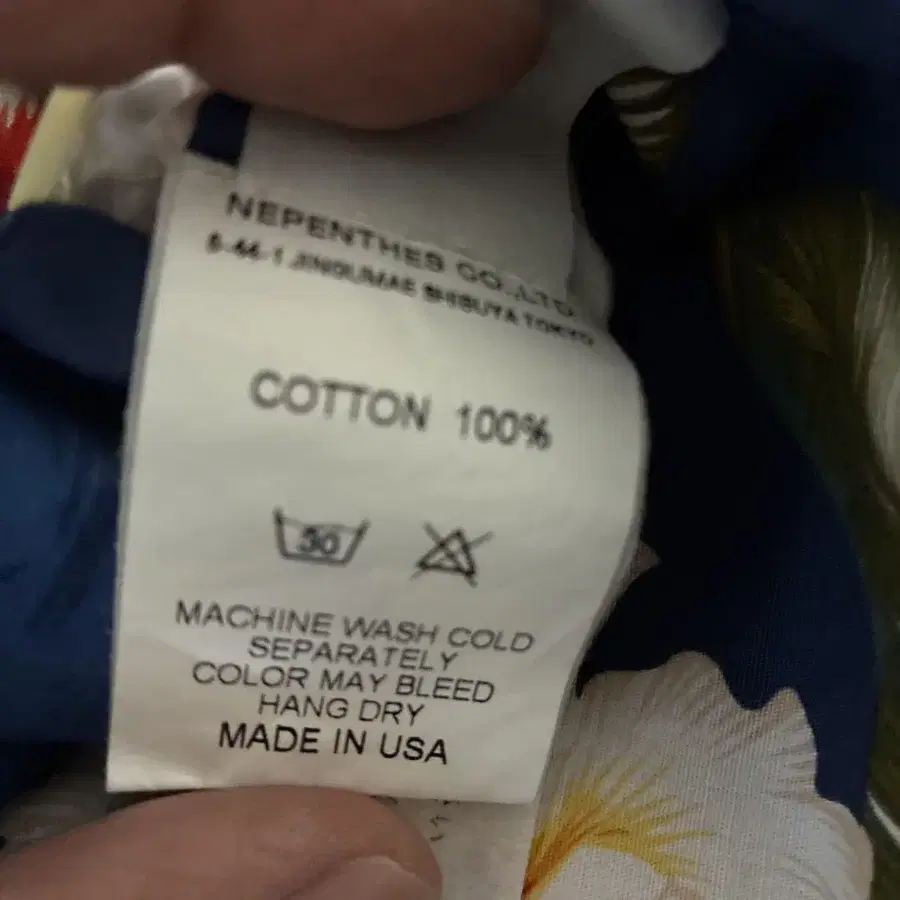 NEPENTHES CO.,LTD.
5-44-1 JINGUMAE SHIBUYA TOKYO
COTTON 100%
30
MACHINE WASH COLD
SEPARATELY
COLOR MAY BLEED
HANG DRY
MADE IN USA